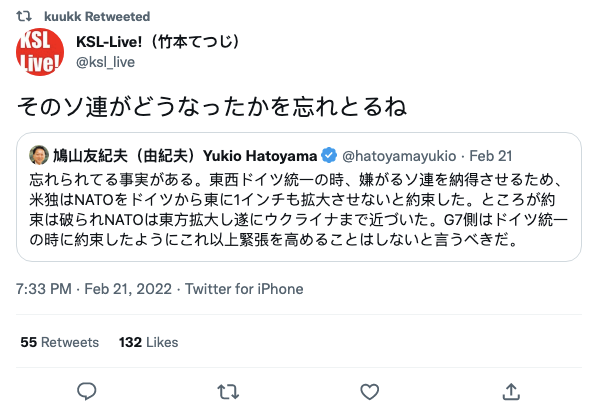 kuukk Retweeted
KSL Live!
KSL-Live!（竹本てつじ）
@ksl_live
そのソ連がどうなったかを忘れとるね
鳩山友紀夫（由紀夫）Yukio Hatoyama @hatoyamayukio · Feb 21
忘れられてる事実がある。東西ドイツ統一の時、嫌がるソ連を納得させるため、
米独はNATOをドイツから東に1インチも拡大させないと約束した。ところが約
束は破られNATOは東方拡大し遂にウクライナまで近づいた。G7側はドイツ統一
の時に約束したようにこれ以上緊張を高めることはしないと言うべきだ。
7:33 PM · Feb 21, 2022 · Twitter for iPhone
55 Retweets 132 Likes